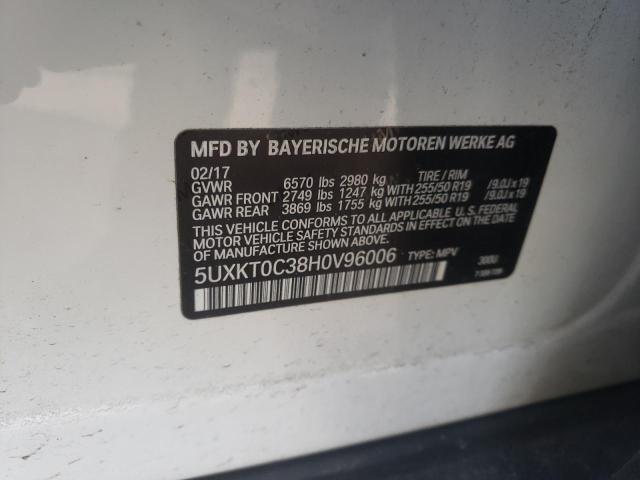 MFD BY BAYERISCHE MOTOREN WERKE AG
02/17 TIRE / RIM
GVWR 6570 lbs 2980 kg
GAWR FRONT 2749 lbs 1247 kg WITH 255/50 R19 /9.0J x 19
GAWR REAR 3869 lbs 1755 kg WITH 255/50 R19 /9.0J x 19
THIS VEHICLE CONFORMS TO ALL APPLICABLE U.S. FEDERAL
MOTOR VEHICLE SAFETY STANDARDS IN EFFECT ON THE DATE
OF MANUFACTURE SHOWN ABOVE.
5UXKT0C38H0V96006 TYPE: MPV 300U